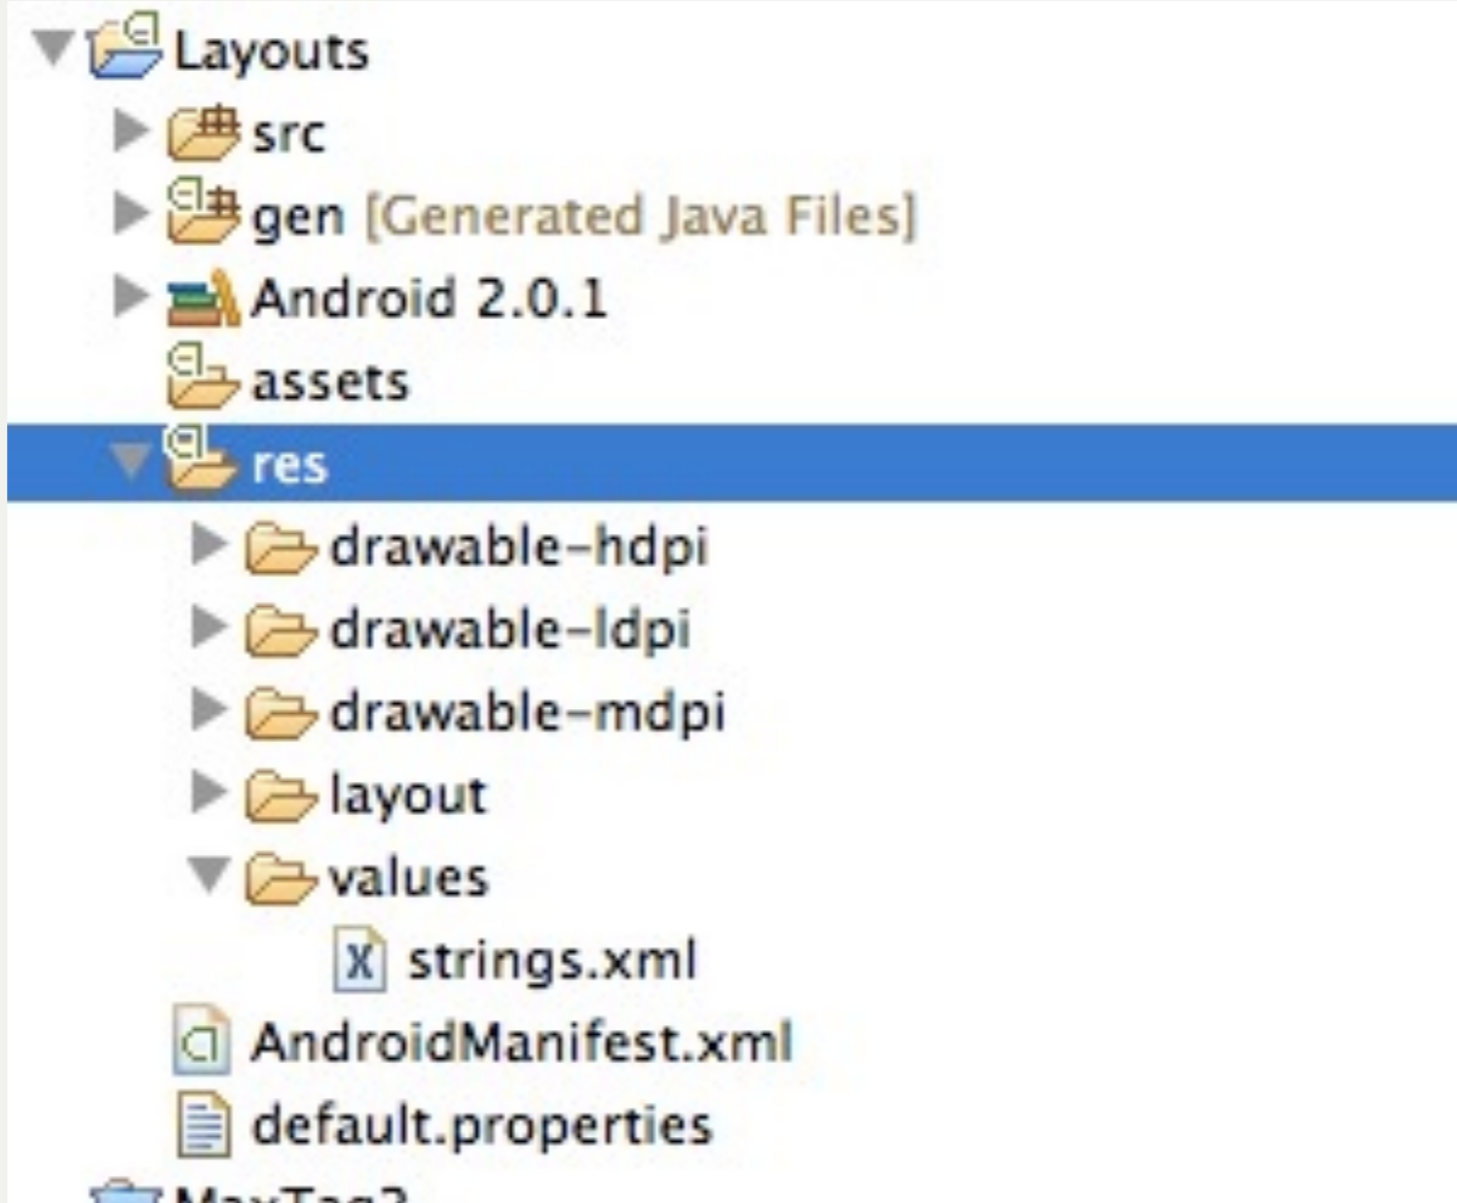 Layouts
src
gen [Generated Java Files]
Android 2.0.1
assets
res
drawable-hdpi
drawable-ldpi
drawable-mdpi
layout
values
strings.xml
AndroidManifest.xml
default.properties